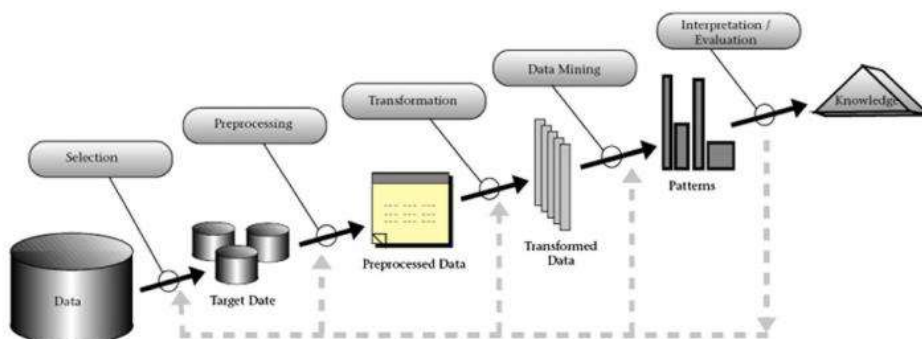 Interpretation /
Evaluation
Data Mining
Transformation
Preprocessing
Selection
Knowledge
Patterns
Transformed
Data
Preprocessed Data
Target Date
Data